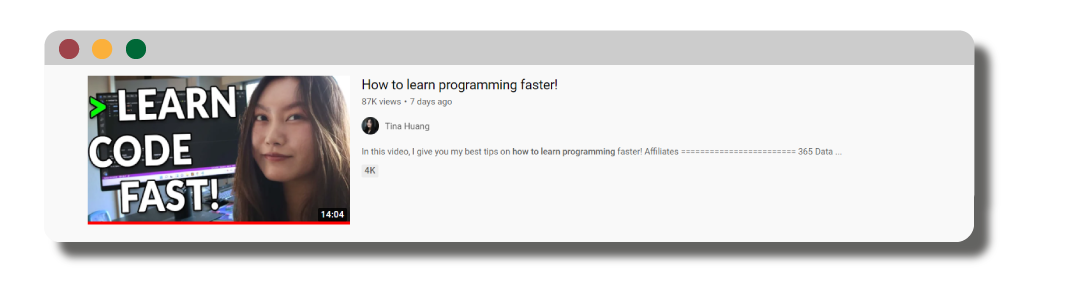 > LEARN
CODE
FAST!
14:04
How to learn programming faster!
87K views • 7 days ago
Tina Huang
In this video, I give you my best tips on how to learn programming faster! Affiliates ======================== 365 Data ...
4K